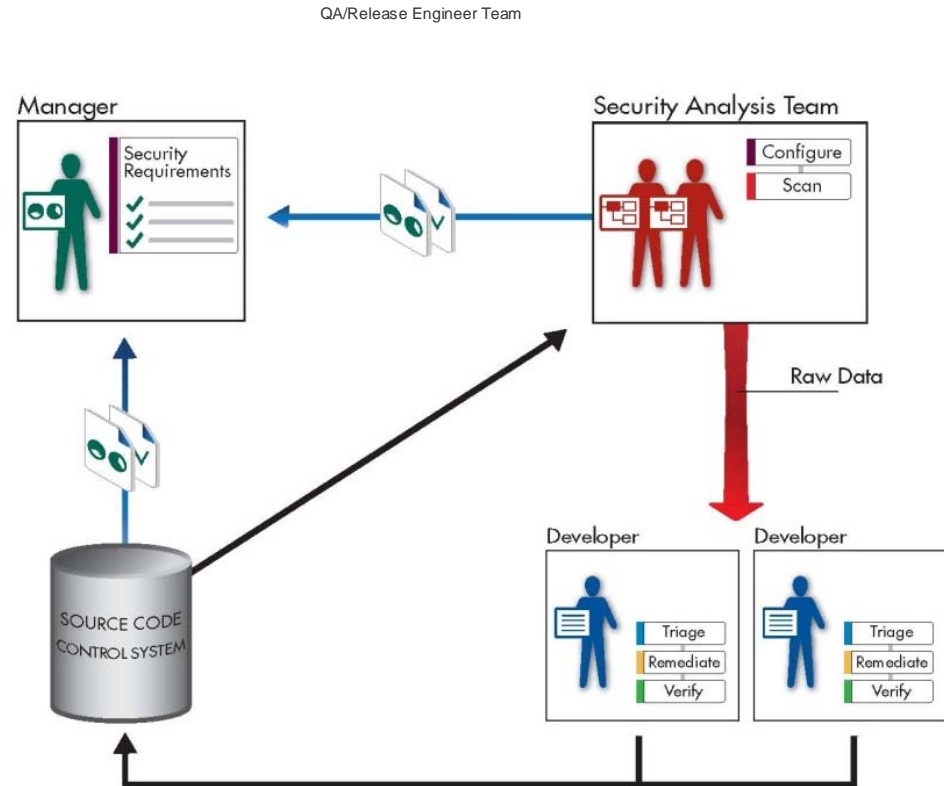 QA/Release Engineer Team
Manager
Security
Requirements
Security Analysis Team
Configure
Scan
Raw Data
SOURCE CODE
CONTROL SYSTEM
Developer
Triage
Remediate
Verify
Developer
Triage
Remediate
Verify